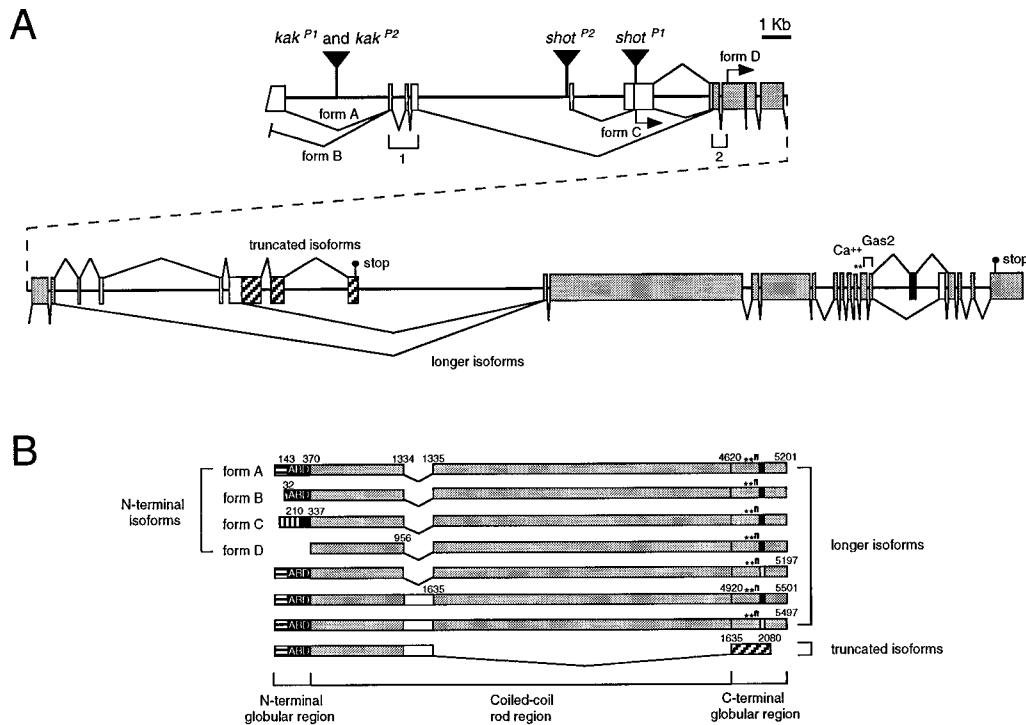 A
kak P1 and kak P2
shot P2
shot P1
1 Kb
form D
form A
form B
1
form C
2
truncated isoforms
stop
Ca++
Gas2
**
stop
longer isoforms
B
N-terminal isoforms
form A
143 370 1334 1335 4620 ** 5201
ABD
form B
32
ABD
**
form C
210 337
**
form D
956
**
longer isoforms
ABD
** 5197
1635 4920 ** 5501
ABD
** 5497
ABD
1635 2080
ABD
truncated isoforms
N-terminal globular region
Coiled-coil rod region
C-terminal globular region